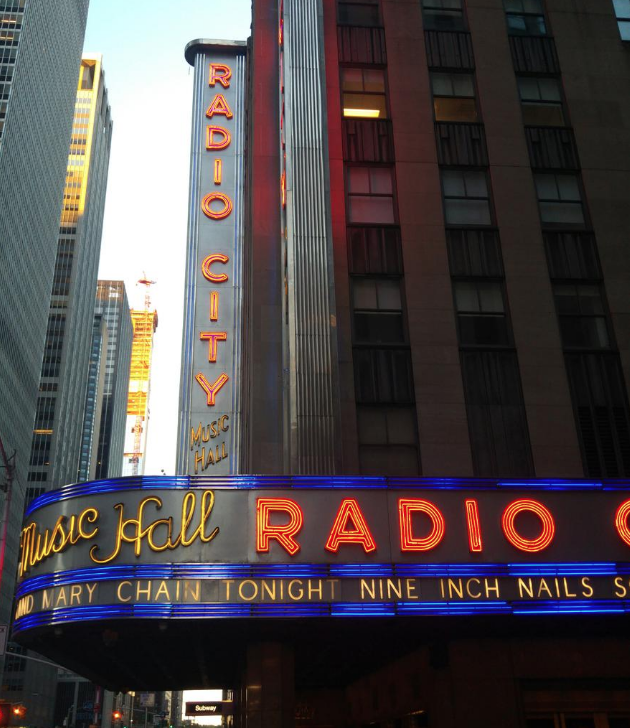 RADIO CITY
MUSIC
HALL
Music Hall RADIO
MARY CHAIN TONIGHT NINE INCH NAILS
Subway